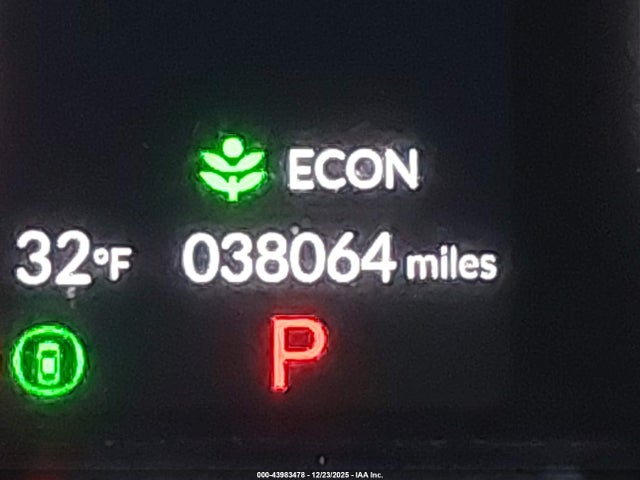 ECON
32°F 038064 miles
P
000-43983478 - 12/23/2025 - IAA Inc.